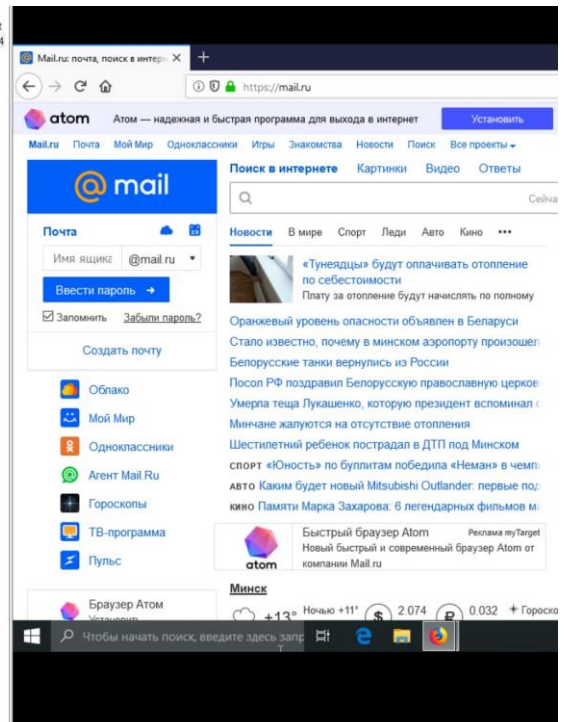 Mail.ru: почта, поиск в интерн
https://mail.ru
atom Атом — надежная и быстрая программа для выхода в интернет Установить
Mail.ru Почта Мой Мир Одноклассники Игры Знакомства Новости Поиск Все проекты
@mail
Поиск в интернете Картинки Видео Ответы
Сейча
Почта
Имя ящика @mail.ru
Ввести пароль →
Запомнить Забыли пароль?
Создать почту
Облако
Мой Мир
Одноклассники
Агент Mail.Ru
Гороскопы
ТВ-программа
Пульс
Браузер Атом
Установить
Новости В мире Спорт Леди Авто Кино •••
«Тунеядцы» будут оплачивать отопление
по себестоимости
Плату за отопление будут начислять по полному
Оранжевый уровень опасности объявлен в Беларуси
Стало известно, почему в минском аэропорту произошел
Белорусские танки вернулись из России
Посол РФ поздравил Белорусскую православную церков
Умерла теща Лукашенко, которую президент вспоминал
Минчане жалуются на отсутствие отопления
Шестилетний ребенок пострадал в ДТП под Минском
СПОРТ «Юность» по буллитам победила «Неман» в чемп
АВТО Каким будет новый Mitsubishi Outlander: первые под
КИНО Памяти Марка Захарова: 6 легендарных фильмов м
atom
Быстрый браузер Atom Реклама myTarget
Новый быстрый и современный браузер Atom от
компании Mail.ru
Минск
+13° Ночью +11° $ 2.074 ₽ 0.032 Гороско
Чтобы начать поиск, введите здесь запр